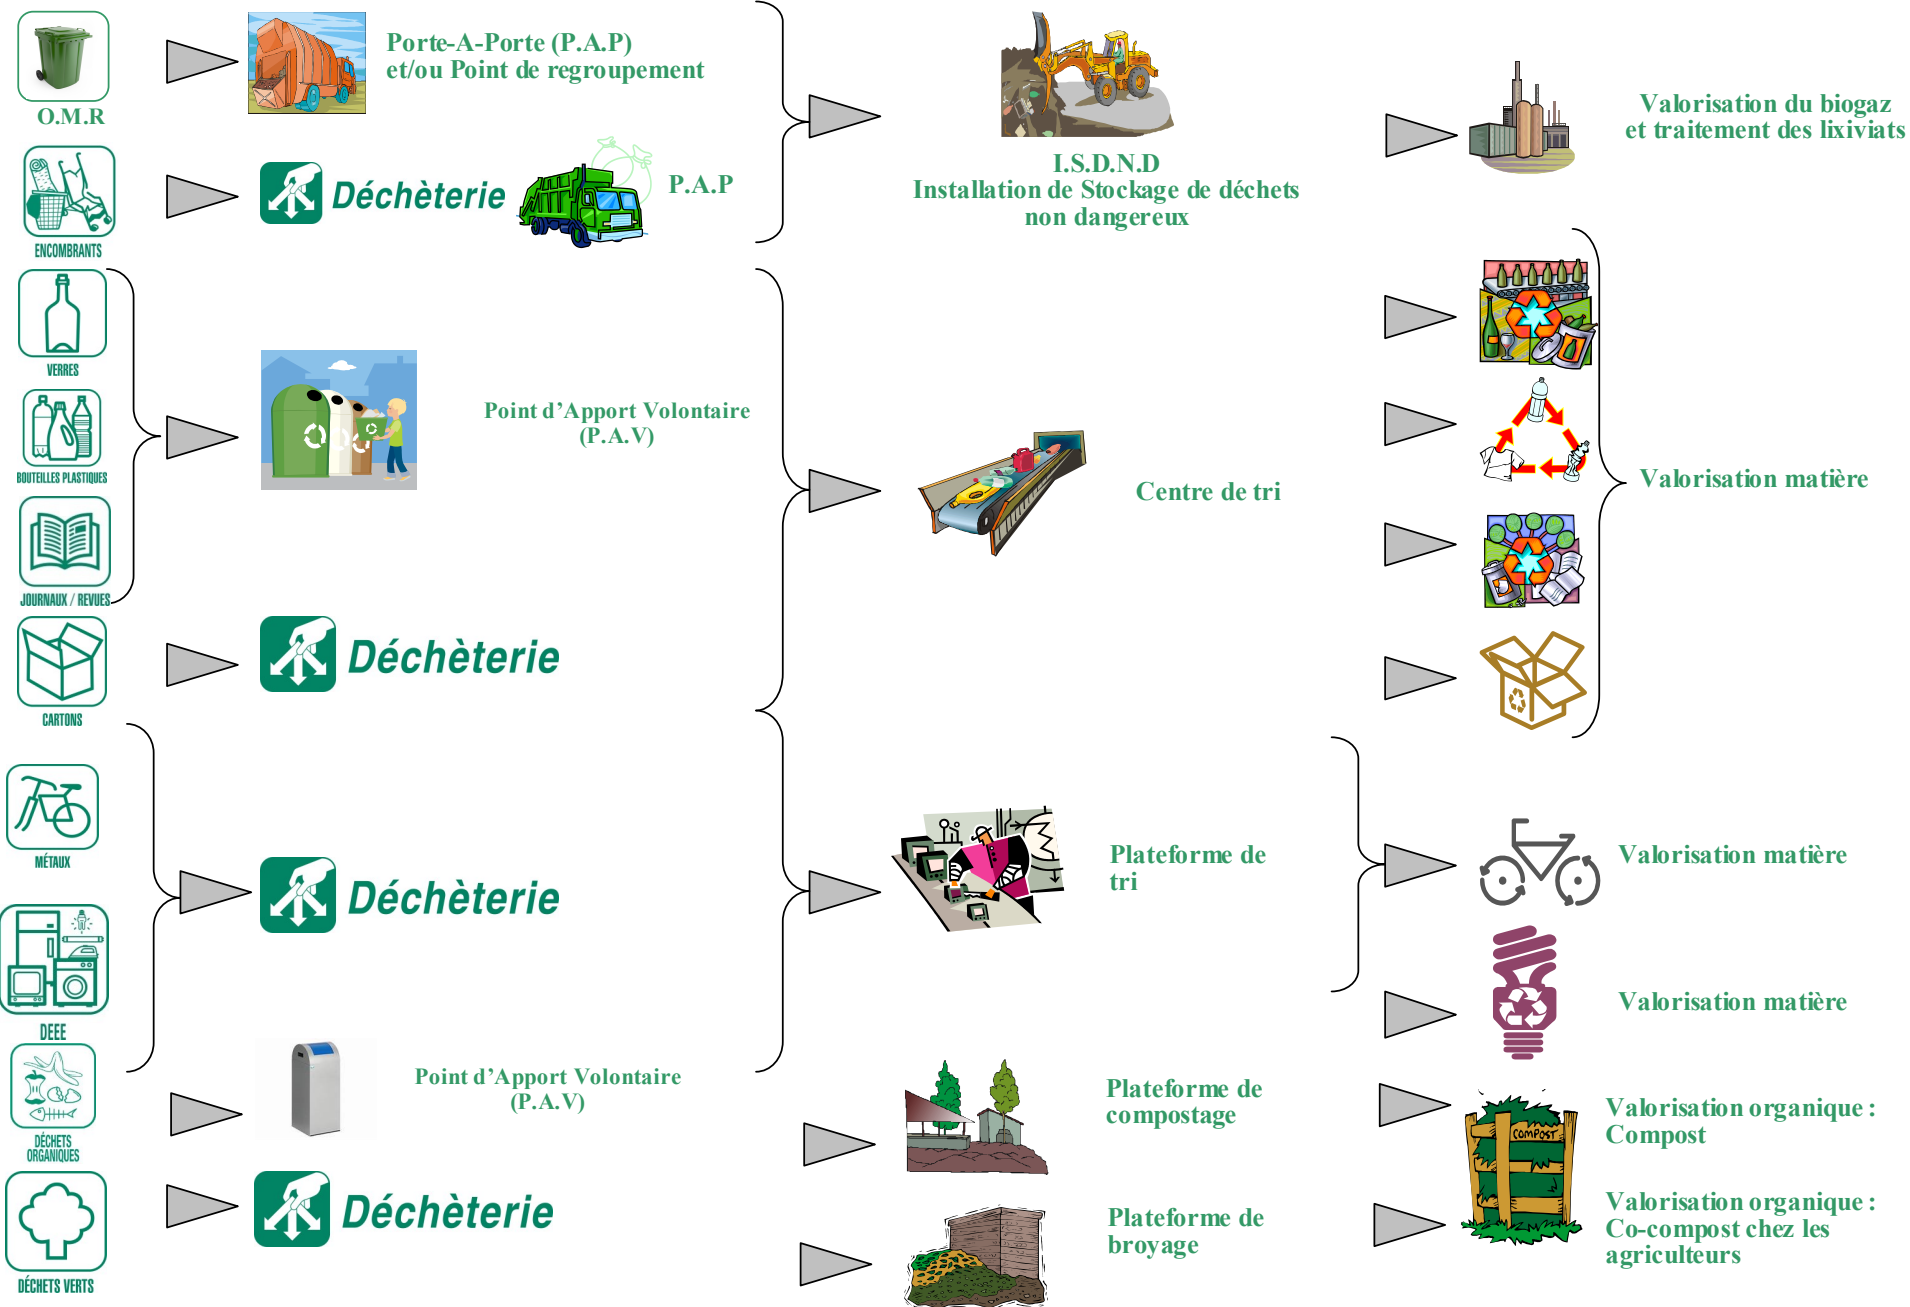 O.M.R
Porte-A-Porte (P.A.P)
et/ou Point de regroupement
I.S.D.N.D
Installation de Stockage de déchets
non dangereux
Valorisation du biogaz
et traitement des lixiviats
ENCOMBRANTS
Déchèterie
P.A.P
VERRES
BOUTEILLES PLASTIQUES
JOURNAUX / REVUES
Point d’Apport Volontaire
(P.A.V)
Centre de tri
Valorisation matière
CARTONS
Déchèterie
MÉTAUX
DEEE
Déchèterie
Plateforme de
tri
Valorisation matière
Valorisation matière
DÉCHETS
ORGANIQUES
Point d’Apport Volontaire
(P.A.V)
Plateforme de
compostage
COMPOST
Valorisation organique :
Compost
DÉCHETS VERTS
Déchèterie
Plateforme de
broyage
Valorisation organique :
Co-compost chez les
agriculteurs